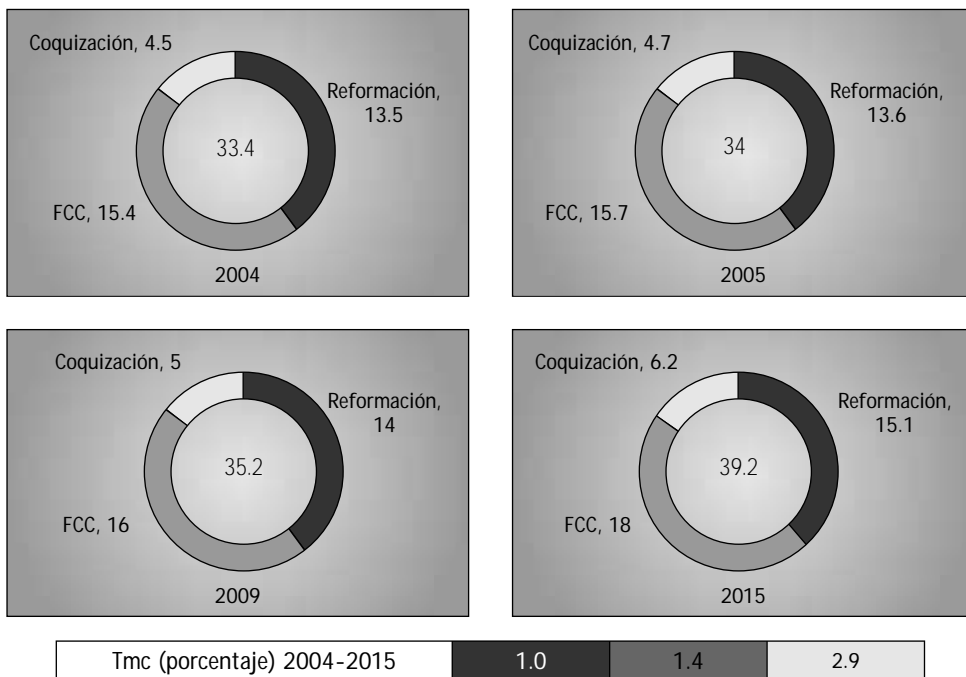 Coquización, 4.5
Reformación,
13.5
33.4
FCC, 15.4
2004
Coquización, 4.7
Reformación,
13.6
34
FCC, 15.7
2005
Coquización, 5
Reformación,
14
35.2
FCC, 16
2009
Coquización, 6.2
Reformación,
15.1
39.2
FCC, 18
2015
Tmc (porcentaje) 2004-2015 1.0 1.4 2.9